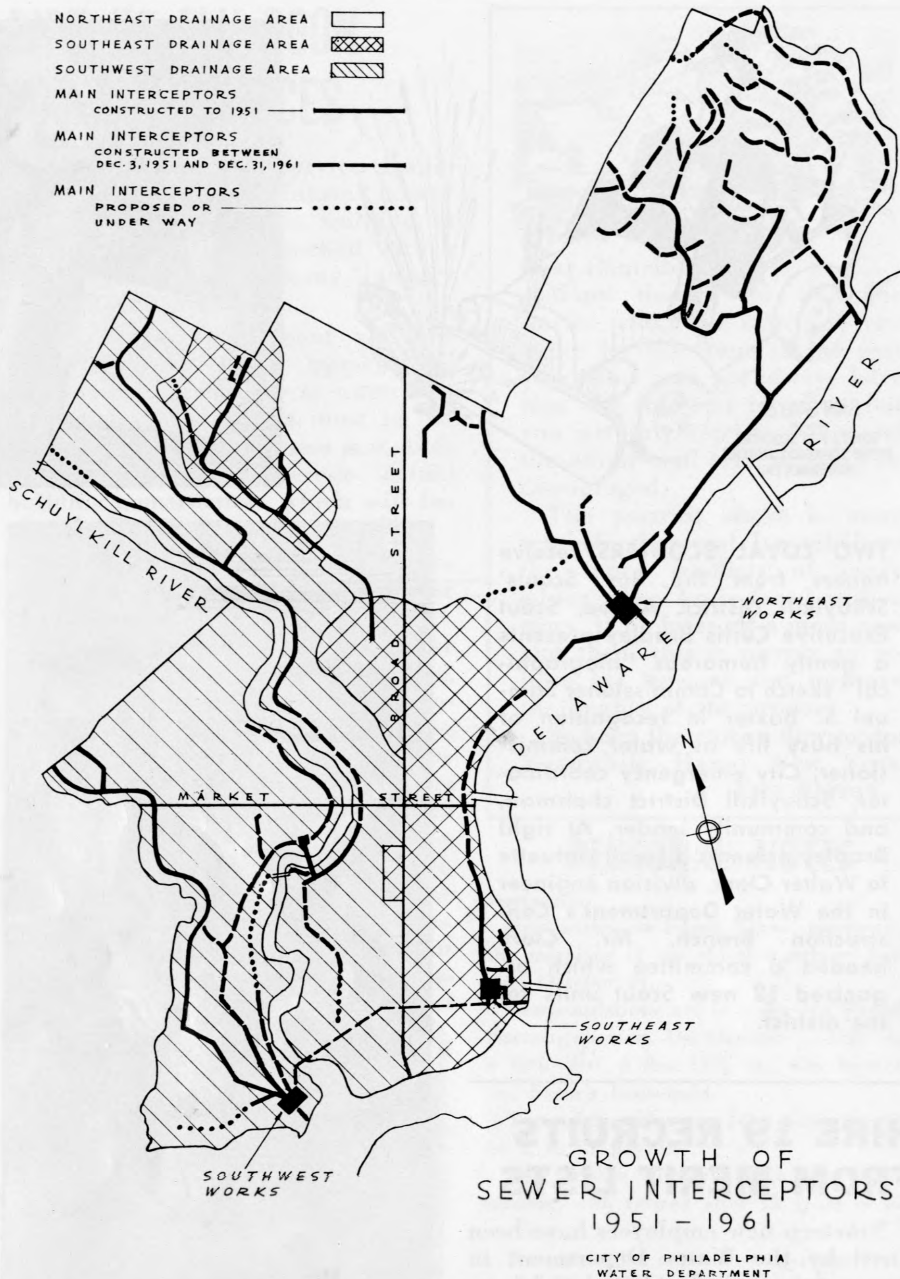 NORTHEAST DRAINAGE AREA
SOUTHEAST DRAINAGE AREA
SOUTHWEST DRAINAGE AREA
MAIN INTERCEPTORS
CONSTRUCTED TO 1951
MAIN INTERCEPTORS
CONSTRUCTED BETWEEN
DEC. 3, 1951 AND DEC. 31, 1961
MAIN INTERCEPTORS
PROPOSED OR
UNDER WAY
SCHUYLKILL RIVER
BROAD STREET
DELAWARE RIVER
NORTHEAST
WORKS
N
MARKET STREET
SOUTHEAST
WORKS
SOUTHWEST
WORKS
GROWTH OF
SEWER INTERCEPTORS
1951 – 1961
CITY OF PHILADELPHIA
WATER DEPARTMENT